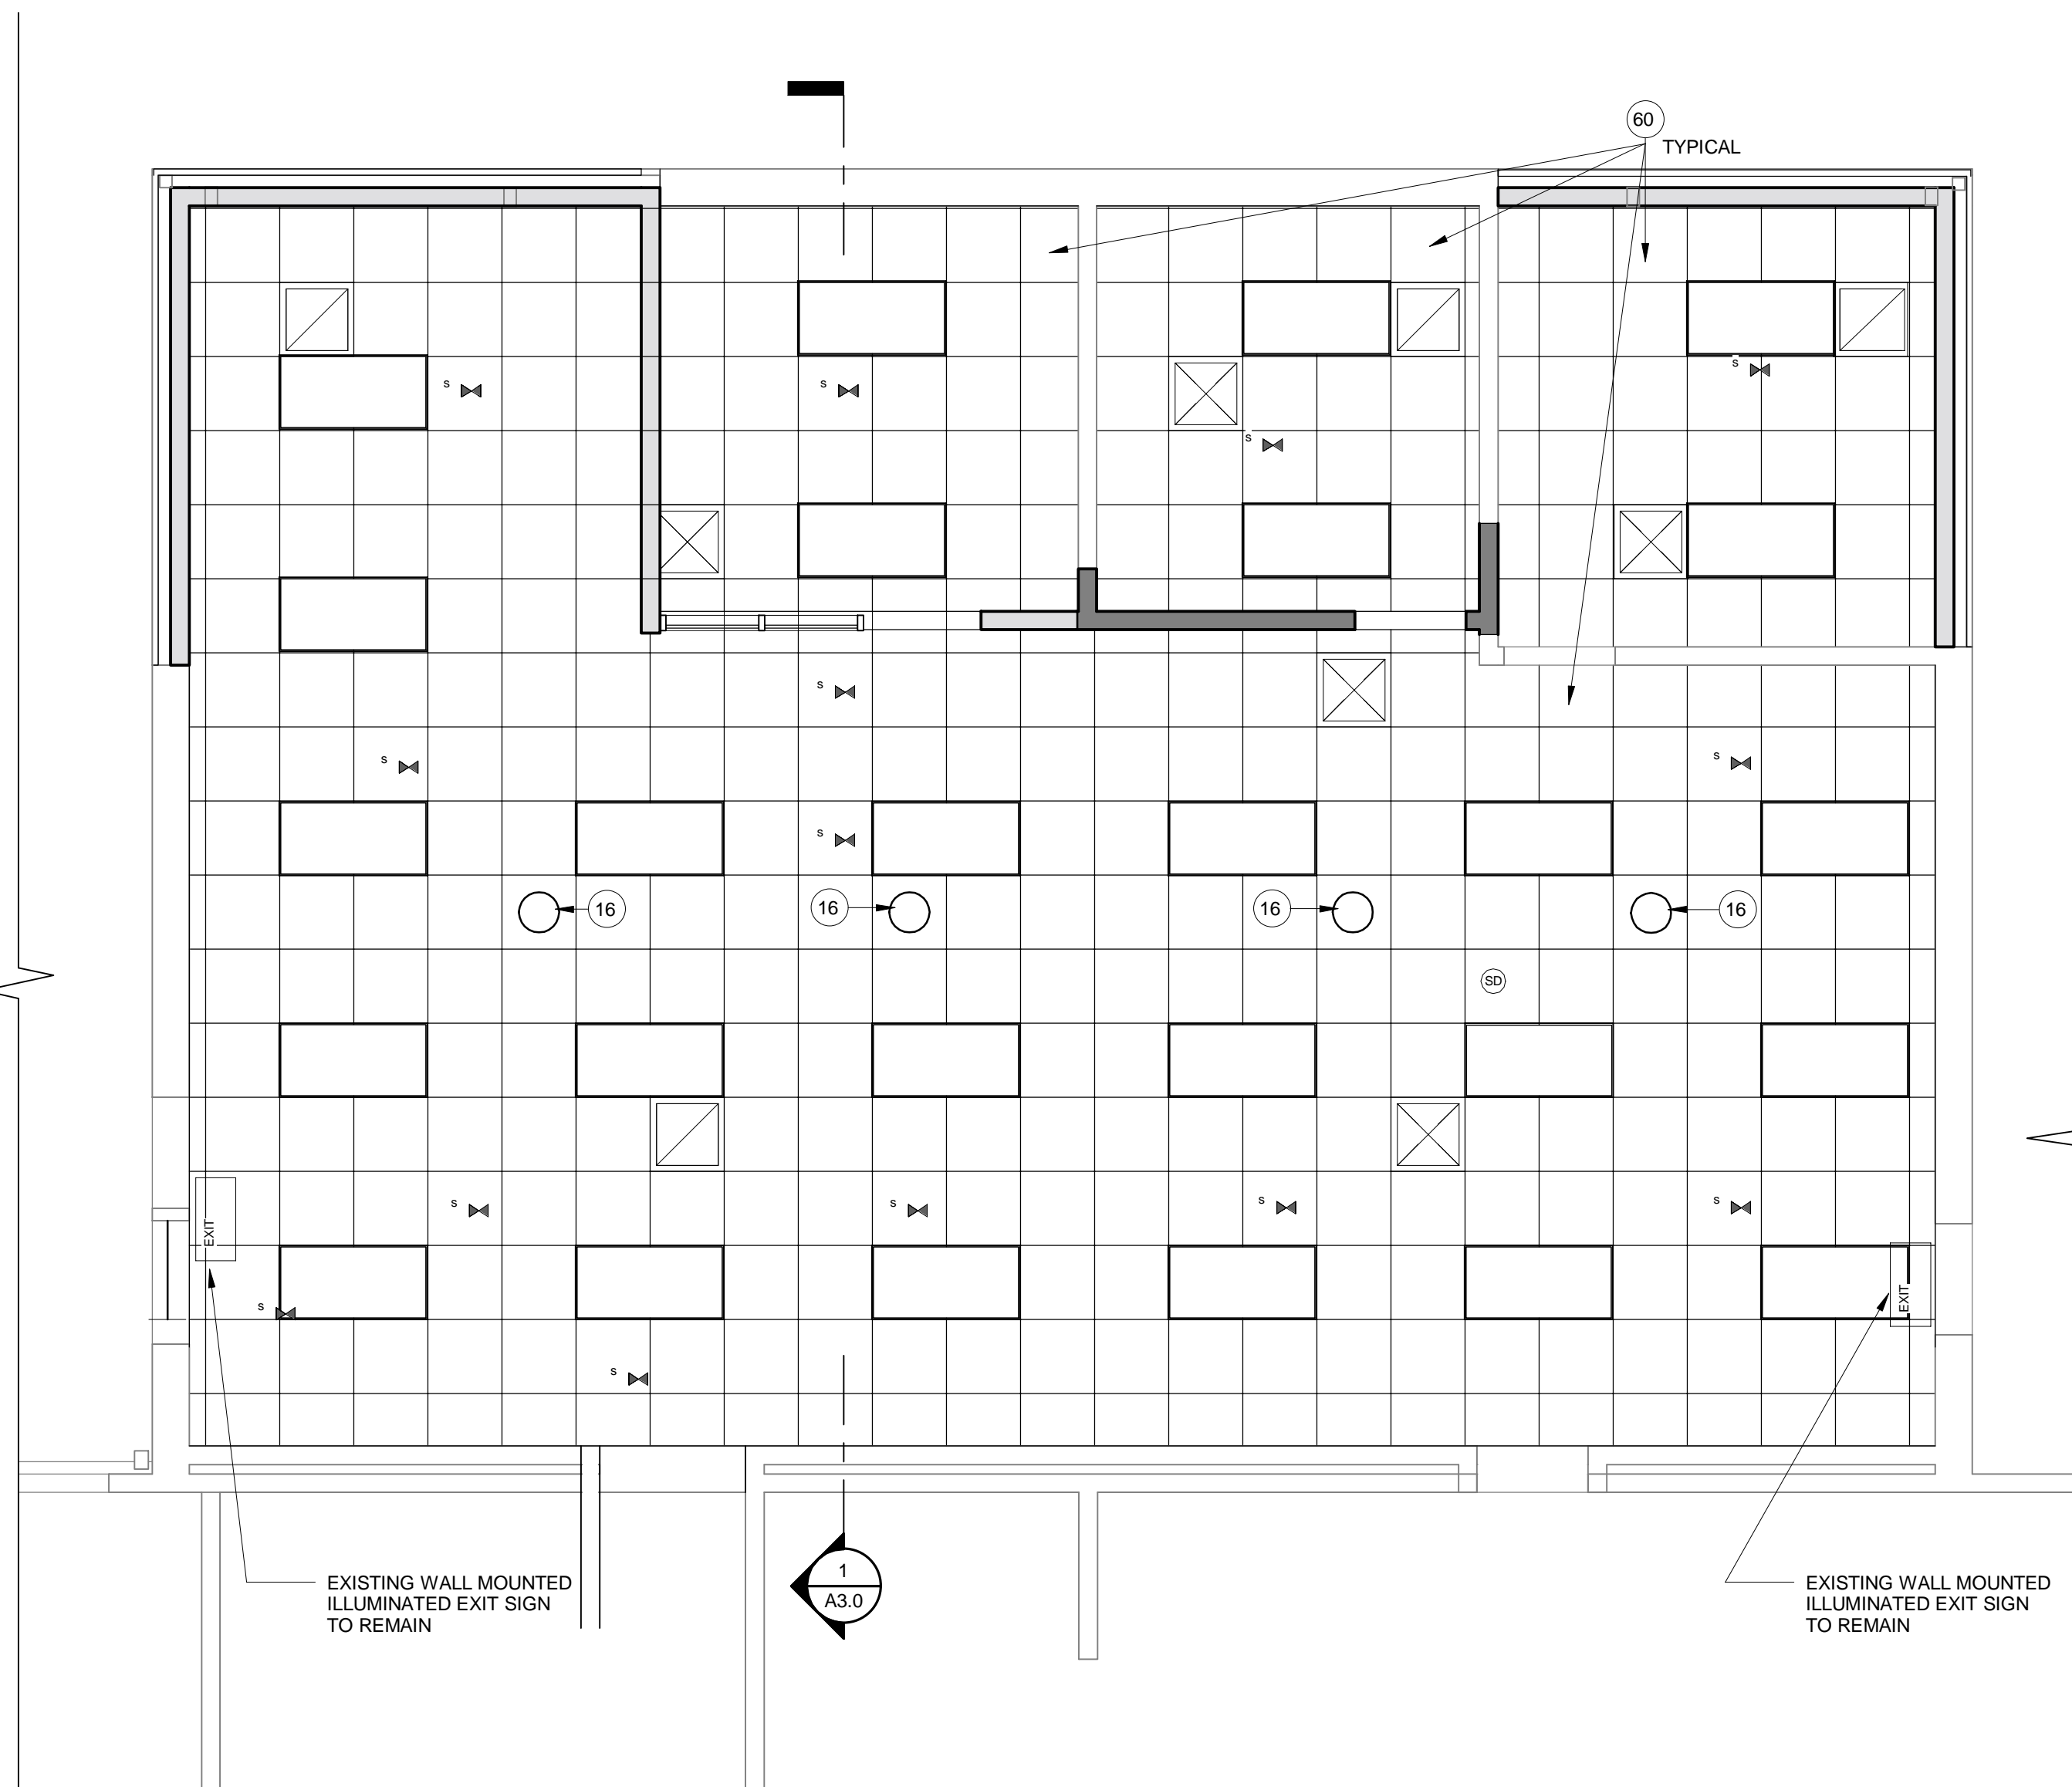 60
TYPICAL
S
S
S
S
S
S
S
S
16
16
16
16
SD
S
S
S
S
EXIT
EXIT
S
S
1
A3.0
EXISTING WALL MOUNTED
ILLUMINATED EXIT SIGN
TO REMAIN
EXISTING WALL MOUNTED
ILLUMINATED EXIT SIGN
TO REMAIN